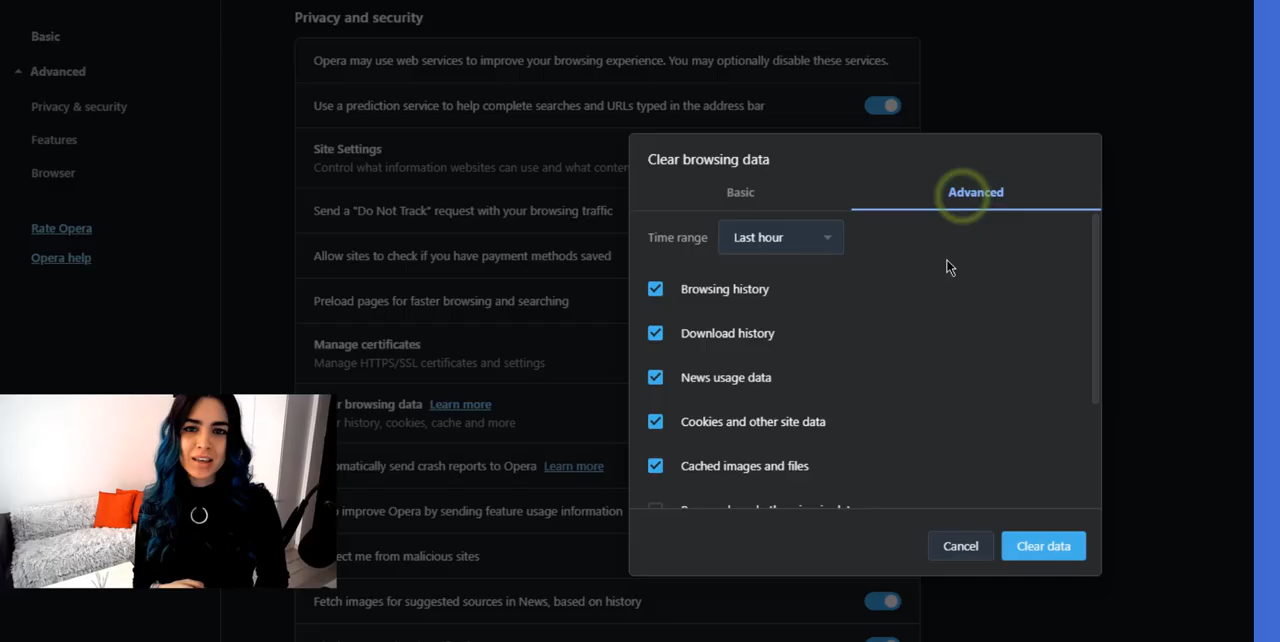 Basic
Advanced
Privacy & security
Features
Browser
Rate Opera
Opera help
Privacy and security
Opera may use web services to improve your browsing experience. You may optionally disable these services.
Use a prediction service to help complete searches and URLs typed in the address bar
Site Settings
Control what information websites can use and what
Send a "Do Not Track" request with your browsing traffic
Allow sites to check if you have payment methods saved
Preload pages for faster browsing and searching
Manage certificates
Manage HTTPS/SSL certificates and settings
browsing data Learn more
history, cookies, cache and more
send crash reports to Opera Learn more
improve Opera by sending feature usage information
me from malicious sites
Fetch images for suggested sources in News, based on history
Clear browsing data
Basic
Advanced
Time range Last hour
Browsing history
Download history
News usage data
Cookies and other site data
Cached images and files
Cancel
Clear data